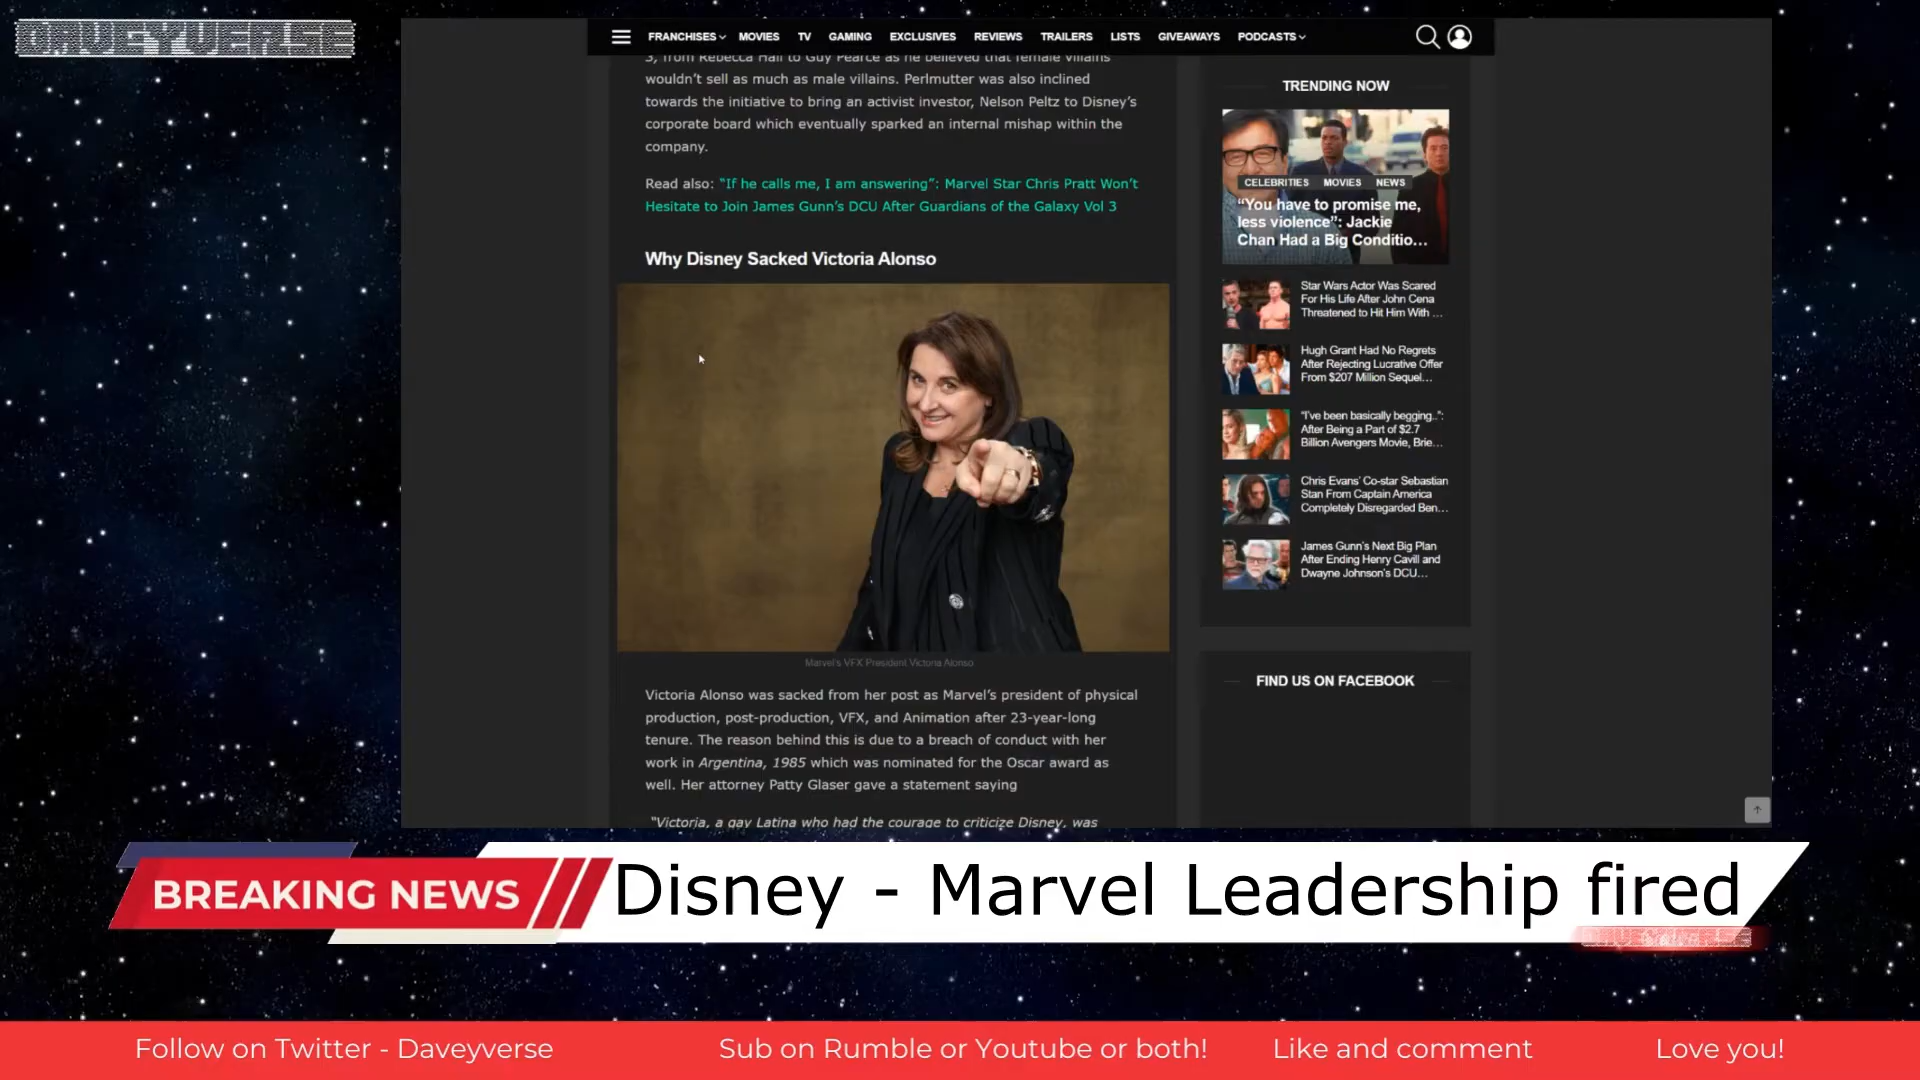 DAVEYVERSE
FRANCHISES MOVIES TV GAMING EXCLUSIVES REVIEWS TRAILERS LISTS GIVEAWAYS PODCASTS
3, from Rebecca Hall to Guy Pearce as he believed that female villains
wouldn't sell as much as male villains. Perlmutter was also inclined
towards the initiative to bring an activist investor, Nelson Peltz to Disney's
corporate board which eventually sparked an internal mishap within the
company.
Read also: "If he calls me, I am answering": Marvel Star Chris Pratt Won't
Hesitate to Join James Gunn's DCU After Guardians of the Galaxy Vol 3
Why Disney Sacked Victoria Alonso
Marvel's VFX President Victoria Alonso
Victoria Alonso was sacked from her post as Marvel's president of physical
production, post-production, VFX, and Animation after 23-year-long
tenure. The reason behind this is due to a breach of conduct with her
work in Argentina, 1985 which was nominated for the Oscar award as
well. Her attorney Patty Glaser gave a statement saying
"Victoria, a gay Latina who had the courage to criticize Disney, was
TRENDING NOW
CELEBRITIES MOVIES NEWS
"You have to promise me,
less violence": Jackie
Chan Had a Big Conditio...
Star Wars Actor Was Scared
For His Life After John Cena
Threatened to Hit Him With ...
Hugh Grant Had No Regrets
After Rejecting Lucrative Offer
From $207 Million Sequel...
"I've been basically begging..":
After Being a Part of $2.7
Billion Avengers Movie, Brie...
Chris Evans' Co-star Sebastian
Stan From Captain America
Completely Disregarded Ben...
James Gunn's Next Big Plan
After Ending Henry Cavill and
Dwayne Johnson's DCU...
FIND US ON FACEBOOK
BREAKING NEWS
Disney - Marvel Leadership fired
Follow on Twitter - Daveyverse Sub on Rumble or Youtube or both! Like and comment Love you!